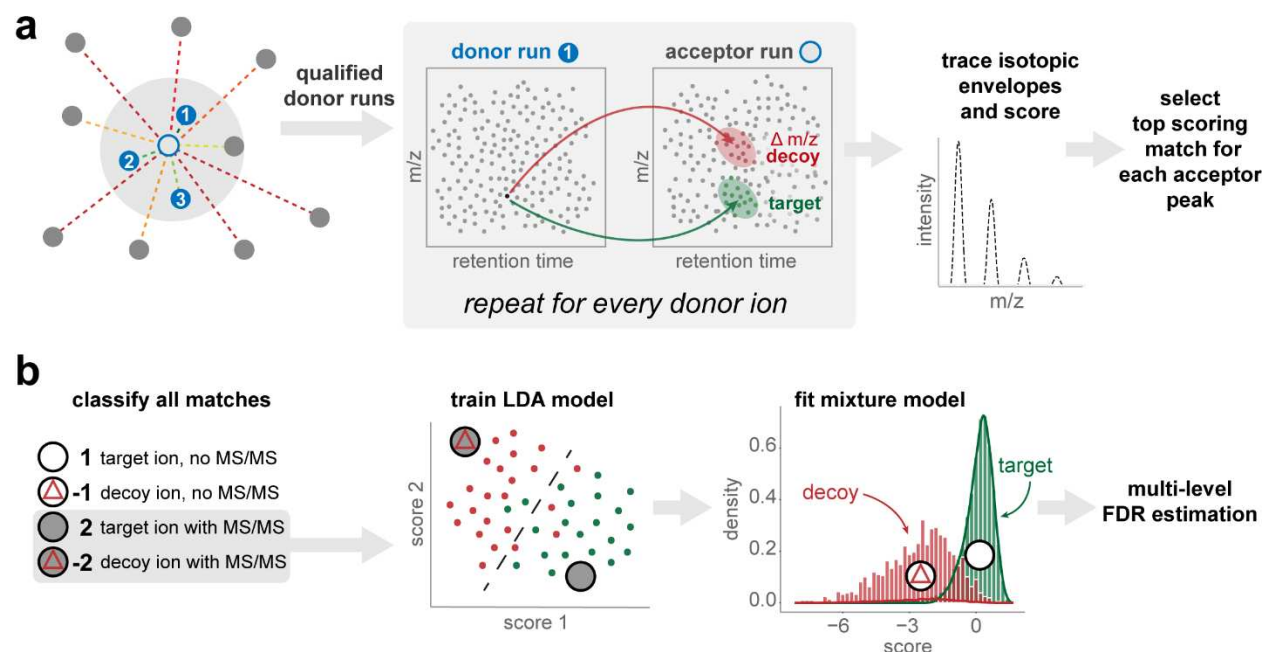 a
1
2
3
qualified
donor runs
donor run 1
acceptor run
m/z
retention time
m/z
retention time
Δ m/z
decoy
target
repeat for every donor ion
trace isotopic
envelopes
and score
intensity
m/z
select
top scoring
match for
each acceptor
peak
b
classify all matches
1 target ion, no MS/MS
-1 decoy ion, no MS/MS
2 target ion with MS/MS
-2 decoy ion with MS/MS
train LDA model
score 2
score 1
fit mixture model
density
0.6
0.4
0.2
0.0
decoy
target
-6
-3
0
score
multi-level
FDR estimation